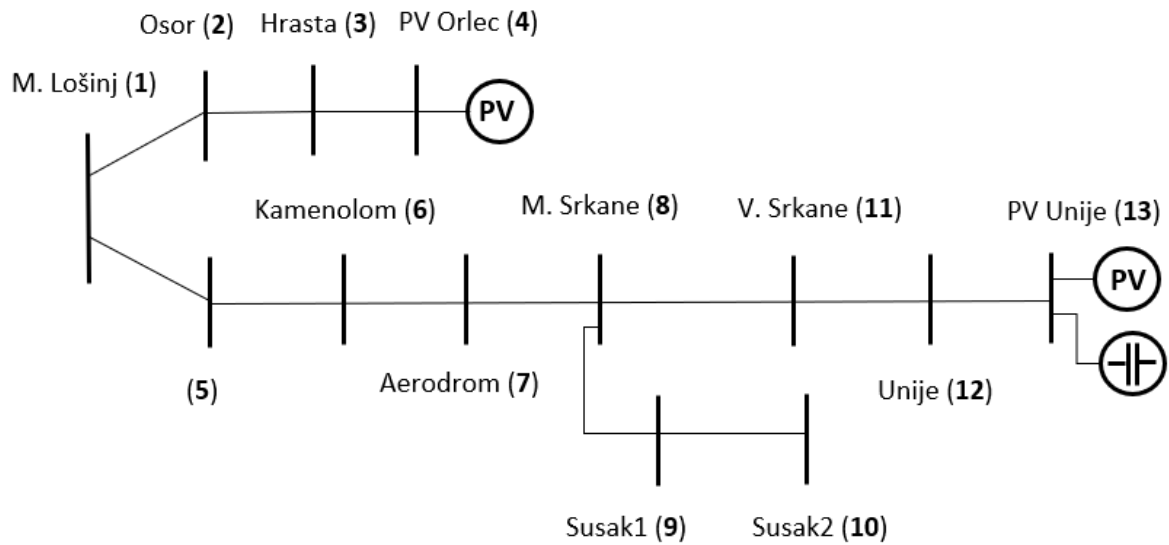 Osor (2) Hrasta (3) PV Orlec (4)
M. Lošinj (1)
PV
Kamenolom (6) M. Srkane (8) V. Srkane (11) PV Unije (13)
PV
(5) Aerodrom (7) Unije (12)
Susak1 (9) Susak2 (10)